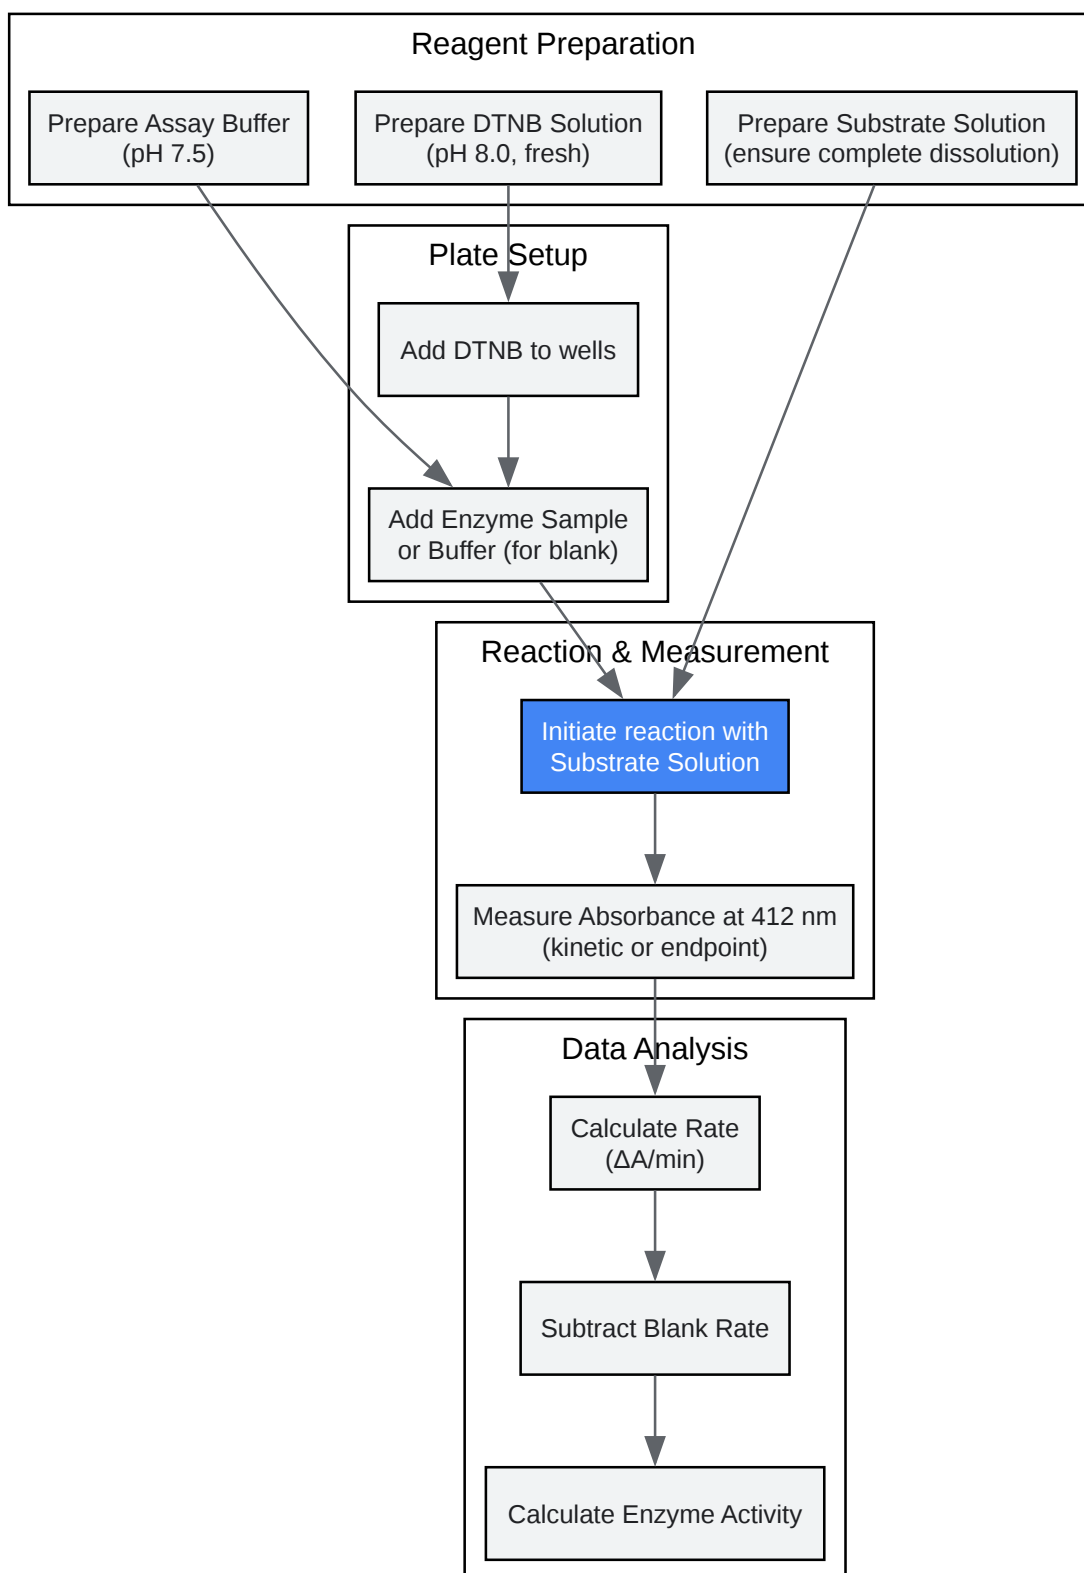 Reagent Preparation
Prepare Assay Buffer
(pH 7.5)
Prepare DTNB Solution
(pH 8.0, fresh)
Prepare Substrate Solution
(ensure complete dissolution)
Plate Setup
Add DTNB to wells
Add Enzyme Sample
or Buffer (for blank)
Reaction & Measurement
Initiate reaction with
Substrate Solution
Measure Absorbance at 412 nm
(kinetic or endpoint)
Data Analysis
Calculate Rate
(ΔA/min)
Subtract Blank Rate
Calculate Enzyme Activity